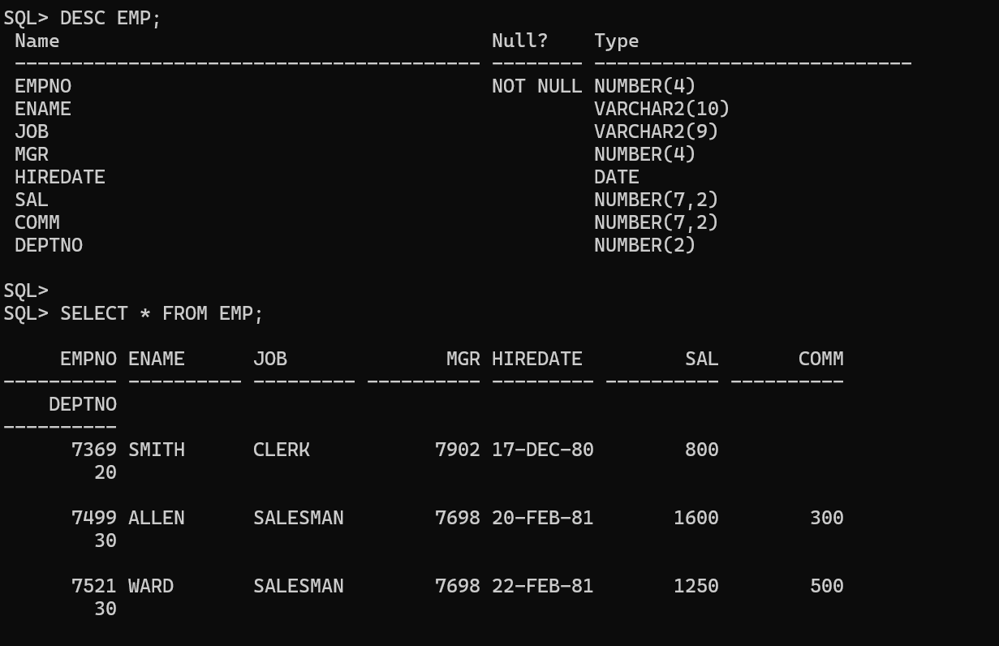 SQL> DESC EMP;
 Name                                      Null?    Type
 ----------------------------------------- -------- ----------------------------
 EMPNO                                     NOT NULL NUMBER(4)
 ENAME                                              VARCHAR2(10)
 JOB                                                VARCHAR2(9)
 MGR                                                NUMBER(4)
 HIREDATE                                           DATE
 SAL                                                NUMBER(7,2)
 COMM                                               NUMBER(7,2)
 DEPTNO                                             NUMBER(2)

SQL>
SQL> SELECT * FROM EMP;

     EMPNO ENAME      JOB              MGR HIREDATE         SAL       COMM
---------- ---------- --------- ---------- --------- ---------- ----------
    DEPTNO
----------
      7369 SMITH      CLERK           7902 17-DEC-80        800
        20

      7499 ALLEN      SALESMAN        7698 20-FEB-81       1600        300
        30

      7521 WARD       SALESMAN        7698 22-FEB-81       1250        500
        30